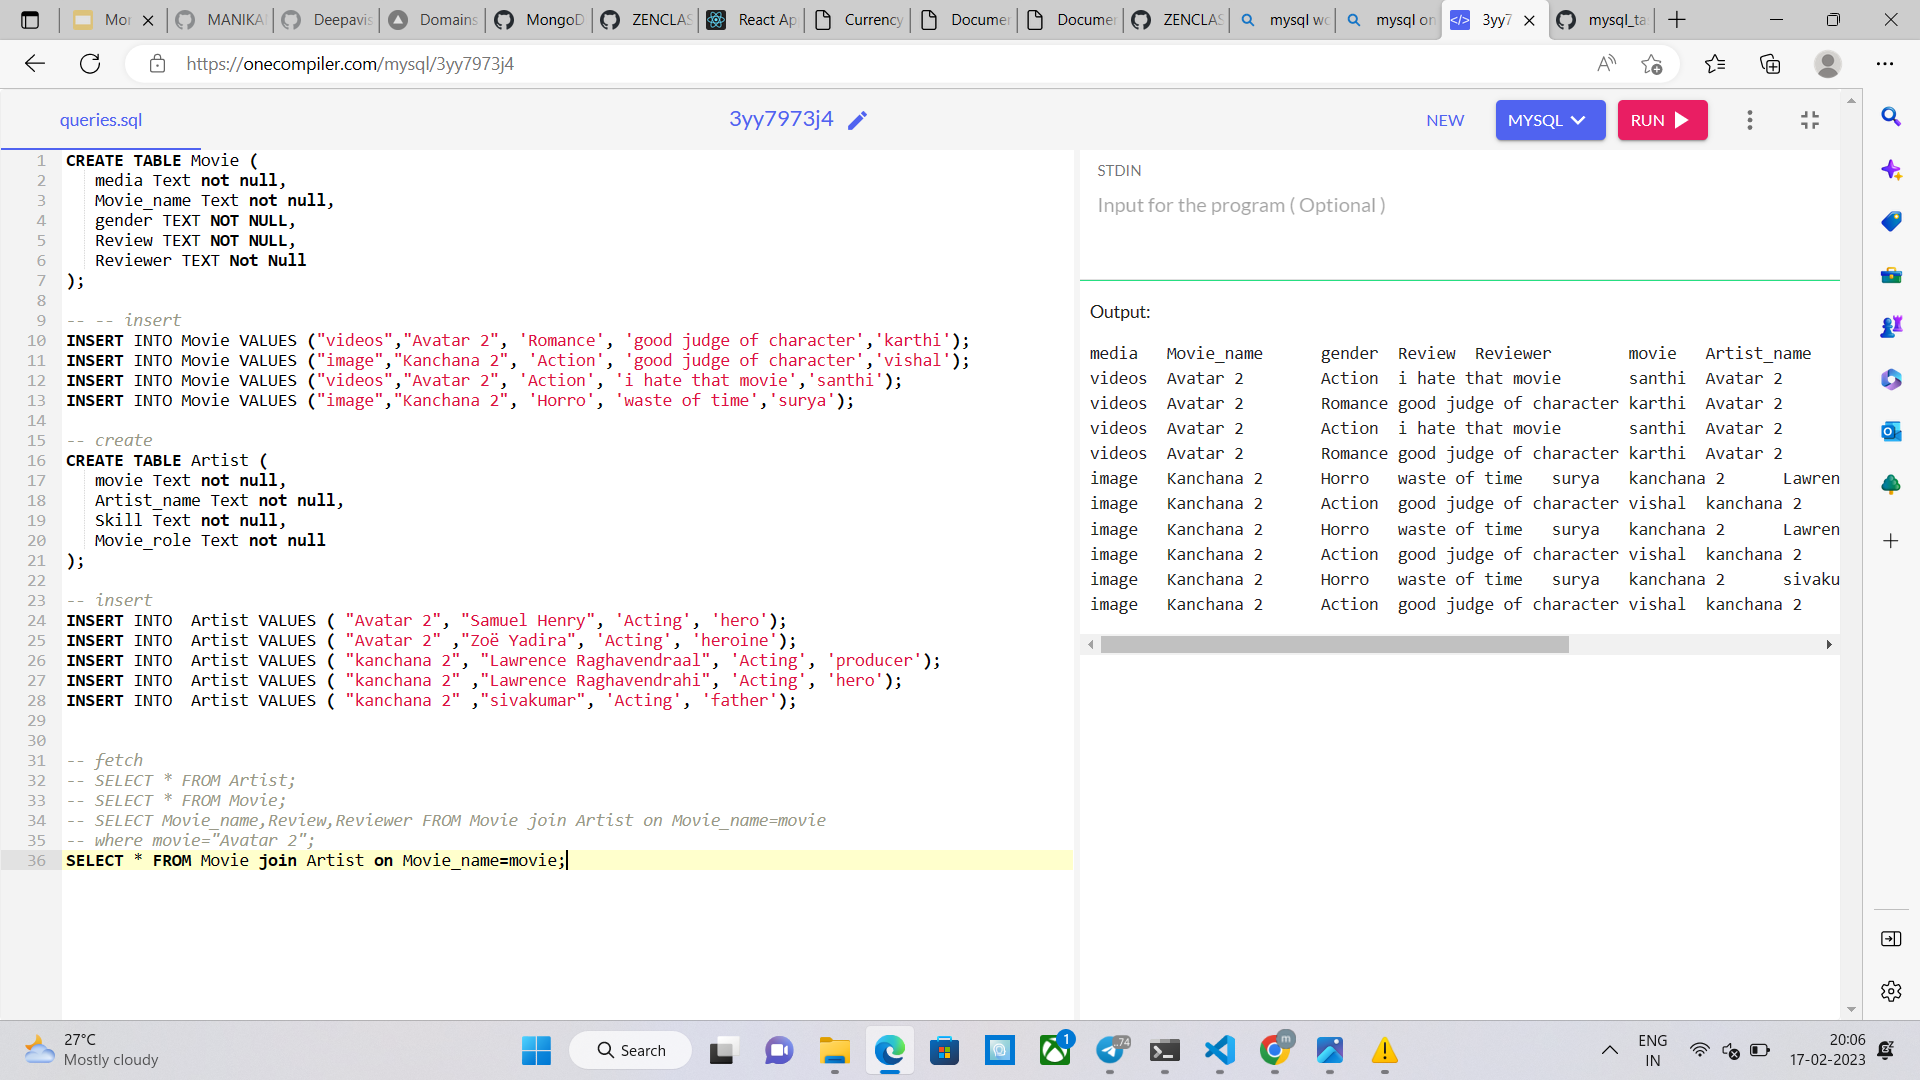 Mor
MANIKA
Deepavis
Domains
MongoD
ZENCLAS
React Ap
Currency
Documen
Documen
ZENCLAS
mysql wo
mysql on
3yy7
mysql_ta
https://onecompiler.com/mysql/3yy7973j4
queries.sql
3yy7973j4
NEW
MYSQL
RUN
1 CREATE TABLE Movie (
2 media Text not null,
3 Movie_name Text not null,
4 gender TEXT NOT NULL,
5 Review TEXT NOT NULL,
6 Reviewer TEXT Not Null
7 );
8
9 -- -- insert
10 INSERT INTO Movie VALUES ("videos","Avatar 2", 'Romance', 'good judge of character','karthi');
11 INSERT INTO Movie VALUES ("image","Kanchana 2", 'Action', 'good judge of character','vishal');
12 INSERT INTO Movie VALUES ("videos","Avatar 2", 'Action', 'i hate that movie','santhi');
13 INSERT INTO Movie VALUES ("image","Kanchana 2", 'Horro', 'waste of time','surya');
14
15 -- create
16 CREATE TABLE Artist (
17 movie Text not null,
18 Artist_name Text not null,
19 Skill Text not null,
20 Movie_role Text not null
21 );
22
23 -- insert
24 INSERT INTO  Artist VALUES ( "Avatar 2", "Samuel Henry", 'Acting', 'hero');
25 INSERT INTO  Artist VALUES ( "Avatar 2" ,"Zoë Yadira", 'Acting', 'heroine');
26 INSERT INTO  Artist VALUES ( "kanchana 2", "Lawrence Raghavendraal", 'Acting', 'producer');
27 INSERT INTO  Artist VALUES ( "kanchana 2" ,"Lawrence Raghavendrahi", 'Acting', 'hero');
28 INSERT INTO  Artist VALUES ( "kanchana 2" ,"sivakumar", 'Acting', 'father');
29
30
31 -- fetch
32 -- SELECT * FROM Artist;
33 -- SELECT * FROM Movie;
34 -- SELECT Movie_name,Review,Reviewer FROM Movie join Artist on Movie_name=movie
35 -- where movie="Avatar 2";
36 SELECT * FROM Movie join Artist on Movie_name=movie;
STDIN
Input for the program ( Optional )
Output:
media Movie_name gender Review Reviewer movie Artist_name
videos Avatar 2 Action i hate that movie santhi Avatar 2
videos Avatar 2 Romance good judge of character karthi Avatar 2
videos Avatar 2 Action i hate that movie santhi Avatar 2
videos Avatar 2 Romance good judge of character karthi Avatar 2
image Kanchana 2 Horro waste of time surya kanchana 2 Lawren
image Kanchana 2 Action good judge of character vishal kanchana 2
image Kanchana 2 Horro waste of time surya kanchana 2 Lawren
image Kanchana 2 Action good judge of character vishal kanchana 2
image Kanchana 2 Horro waste of time surya kanchana 2 sivaku
image Kanchana 2 Action good judge of character vishal kanchana 2
27°C
Mostly cloudy
Search
1
74
m
ENG
IN
20:06
17-02-2023